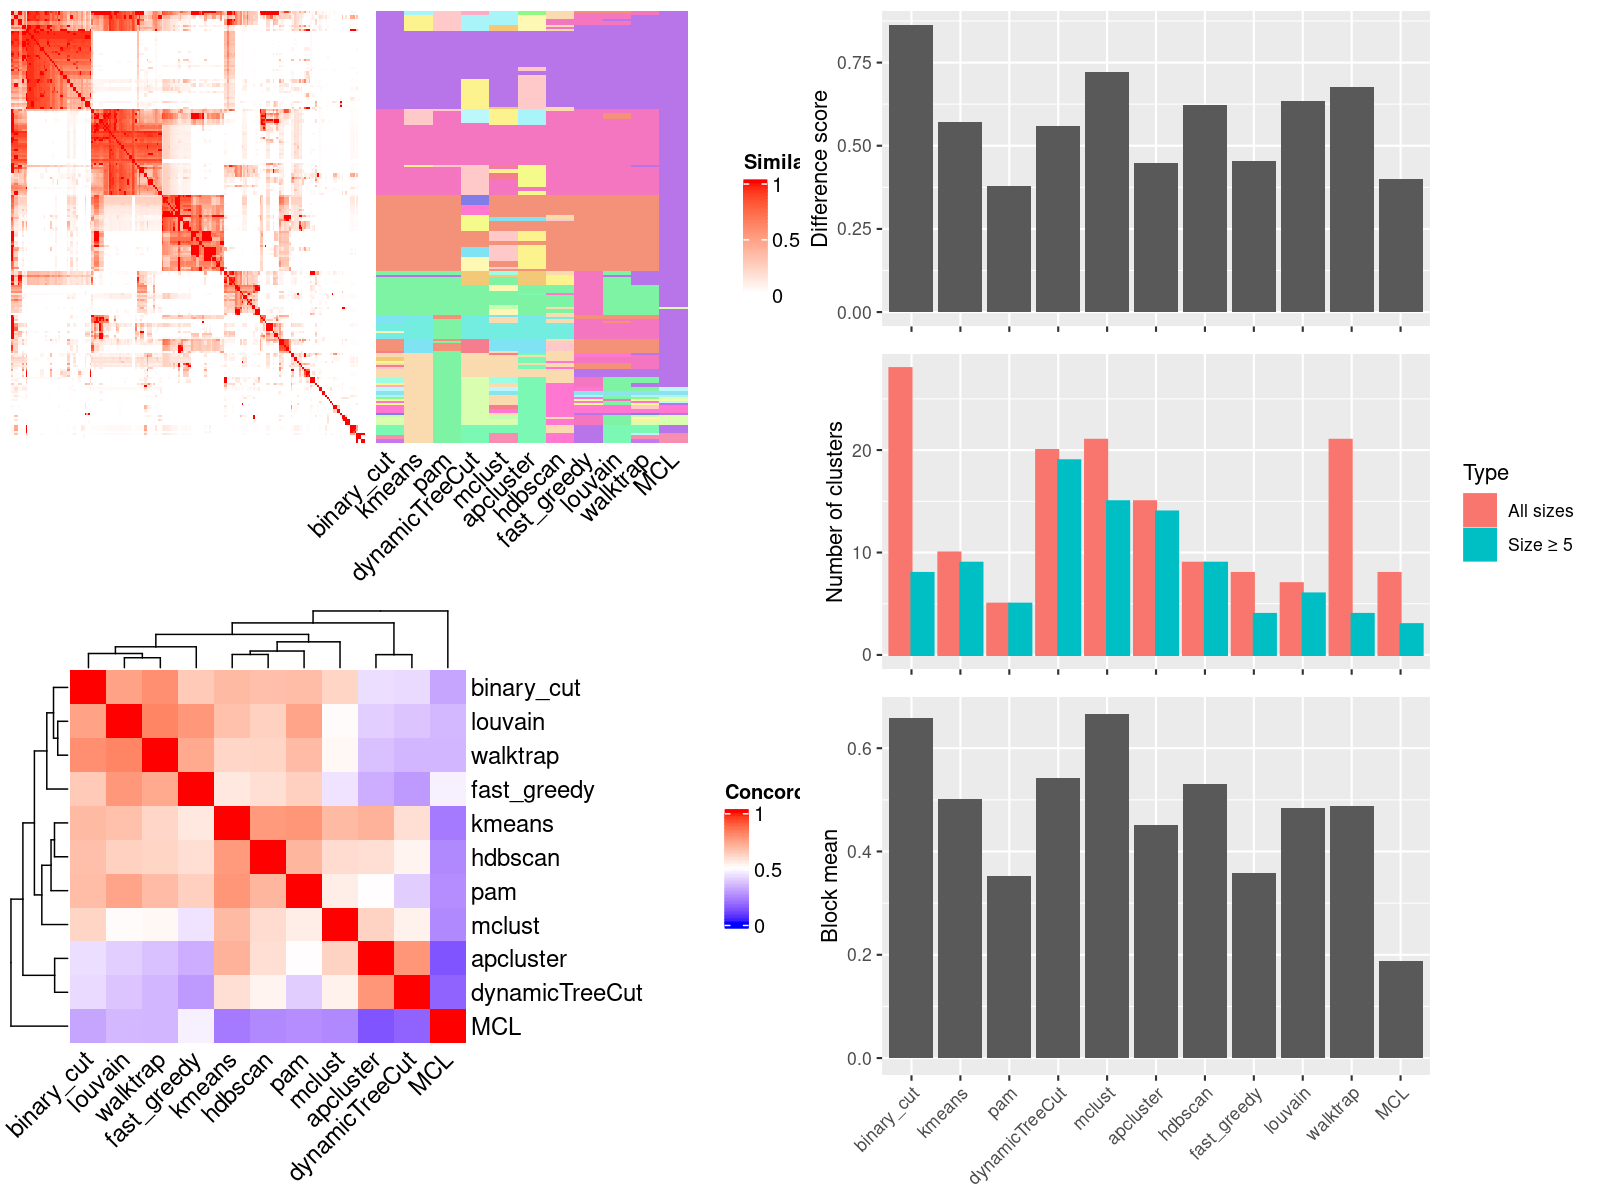 Simila
1
0.5
0
binary_cut
kmeans
pam
dynamicTreeCut
mclust
apcluster
hdbscan
fast_greedy
louvain
walktrap
MCL
binary_cut
louvain
walktrap
fast_greedy
kmeans
hdbscan
pam
mclust
apcluster
dynamicTreeCut
MCL
binary_cut
louvain
walktrap
fast_greedy
kmeans
hdbscan
pam
mclust
apcluster
dynamicTreeCut
MCL
Concor
1
0.5
0
Difference score
0.75
0.50
0.25
0.00
Number of clusters
20
10
0
Type
All sizes
Size ≥ 5
Block mean
0.6
0.4
0.2
0.0
binary_cut
kmeans
pam
dynamicTreeCut
mclust
apcluster
hdbscan
fast_greedy
louvain
walktrap
MCL